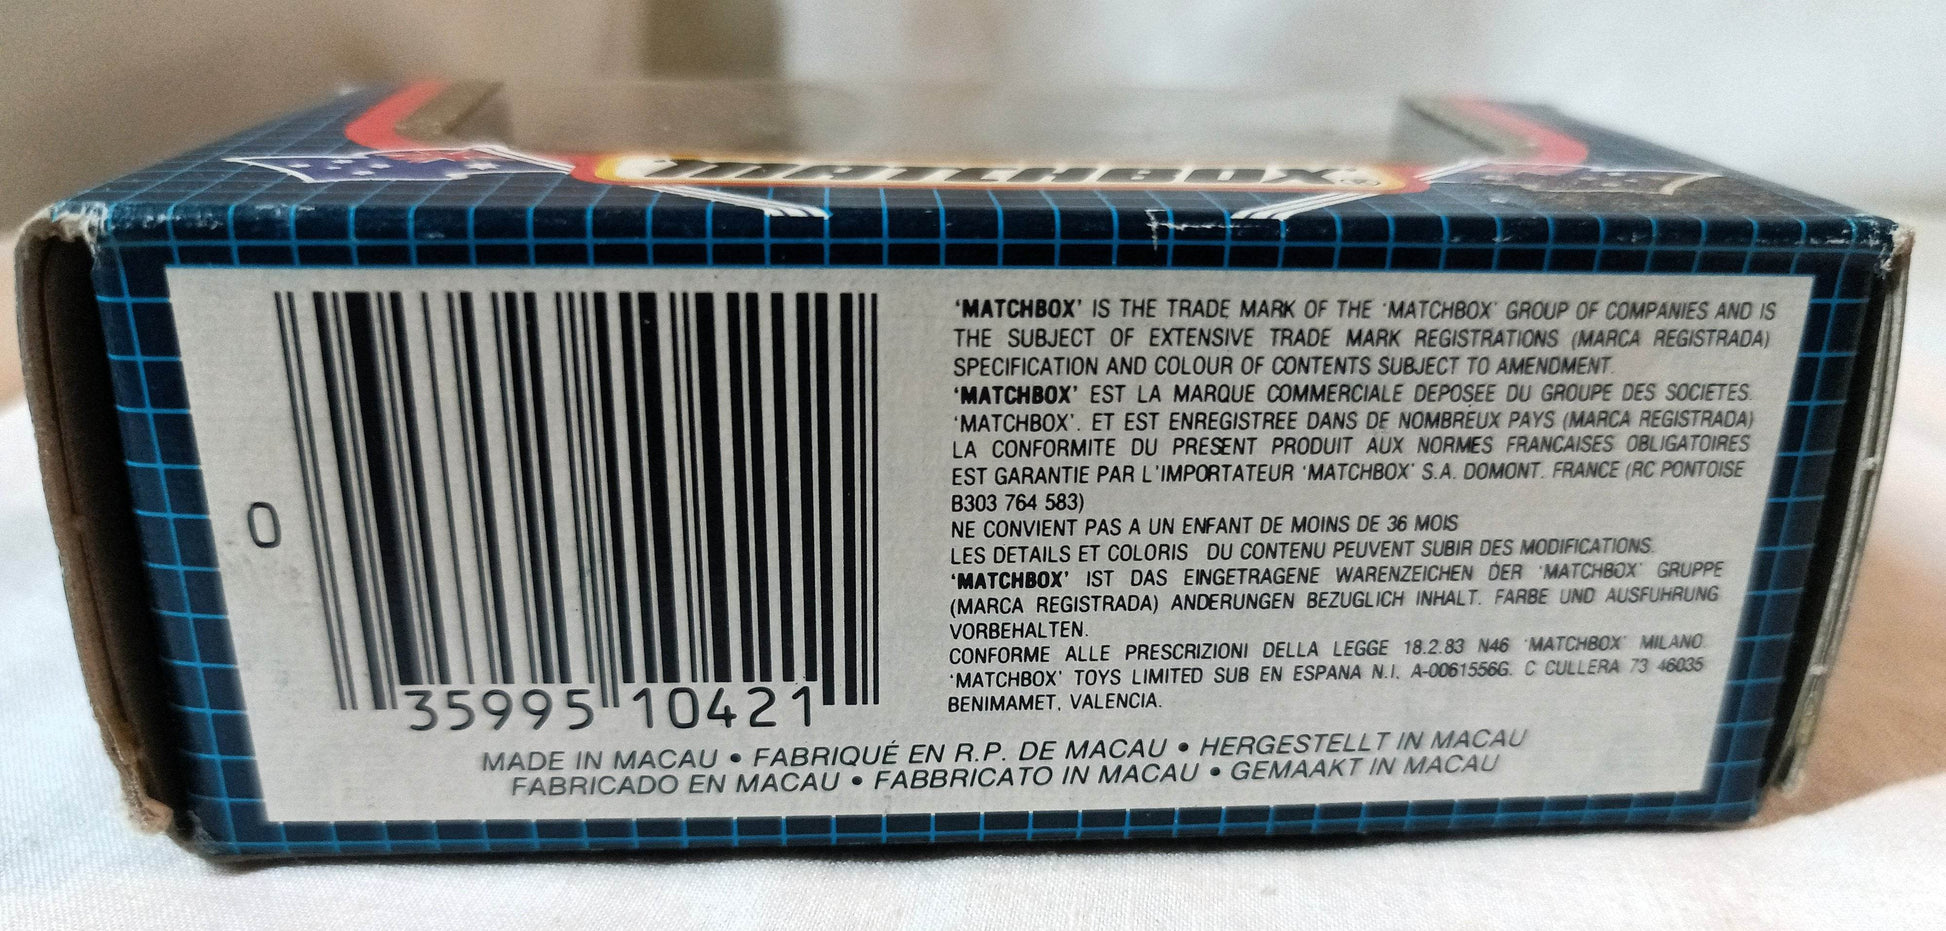 MATCHBOX
0
35995 10421
'MATCHBOX' IS THE TRADE MARK OF THE 'MATCHBOX' GROUP OF COMPANIES AND IS
THE SUBJECT OF EXTENSIVE TRADE MARK REGISTRATIONS (MARCA REGISTRADA)
SPECIFICATION AND COLOUR OF CONTENTS SUBJECT TO AMENDMENT.
'MATCHBOX' EST LA MARQUE COMMERCIALE DEPOSEE DU GROUPE DES SOCIETES.
'MATCHBOX'. ET EST ENREGISTREE DANS DE NOMBREUX PAYS (MARCA REGISTRADA)
LA CONFORMITE DU PRESENT PRODUIT AUX NORMES FRANCAISES OBLIGATOIRES
EST GARANTIE PAR L'IMPORTATEUR 'MATCHBOX' S.A. DOMONT. FRANCE (RC PONTOISE
B303 764 583)
NE CONVIENT PAS A UN ENFANT DE MOINS DE 36 MOIS
LES DETAILS ET COLORIS DU CONTENU PEUVENT SUBIR DES MODIFICATIONS.
'MATCHBOX' IST DAS EINGETRAGENE WARENZEICHEN DER 'MATCHBOX' GRUPPE
(MARCA REGISTRADA) ANDERUNGEN BEZUGLICH INHALT. FARBE UND AUSFUHRUNG
VORBEHALTEN.
CONFORME ALLE PRESCRIZIONI DELLA LEGGE 18.2.83 N46 'MATCHBOX' MILANO.
'MATCHBOX' TOYS LIMITED SUB EN ESPANA N.I. A-0061556G. C CULLERA 73 46035
BENIMAMET, VALENCIA.
MADE IN MACAU • FABRIQUÉ EN R.P. DE MACAU • HERGESTELLT IN MACAU
FABRICADO EN MACAU • FABBRICATO IN MACAU • GEMAAKT IN MACAU